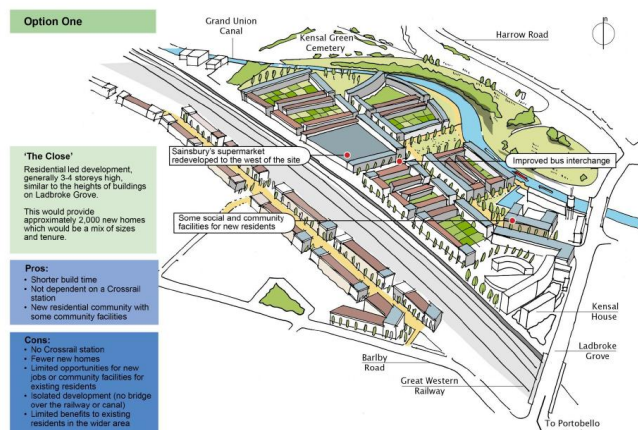 Option One
Grand Union
Canal
Kensal Green
Cemetery
Harrow Road
Sainsbury's supermarket
redeveloped to the west of the site
Improved bus interchange
'The Close'
Residential led development,
generally 3-4 storeys high,
similar to the heights of buildings
on Ladbroke Grove.
This would provide
approximately 2,000 new homes
which would be a mix of sizes
and tenure.
Some social and community
facilities for new residents
Pros:
• Shorter build time
• Not dependent on a Crossrail
station
• New residential community with
some community facilities
Cons:
• No Crossrail station
• Fewer new homes
• Limited opportunities for new
jobs or community facilities for
existing residents
• Isolated development (no bridge
over the railway or canal)
• Limited benefits to existing
residents in the wider area
Kensal
House
Ladbroke
Grove
Barlby
Road
Great Western
Railway
To Portobello